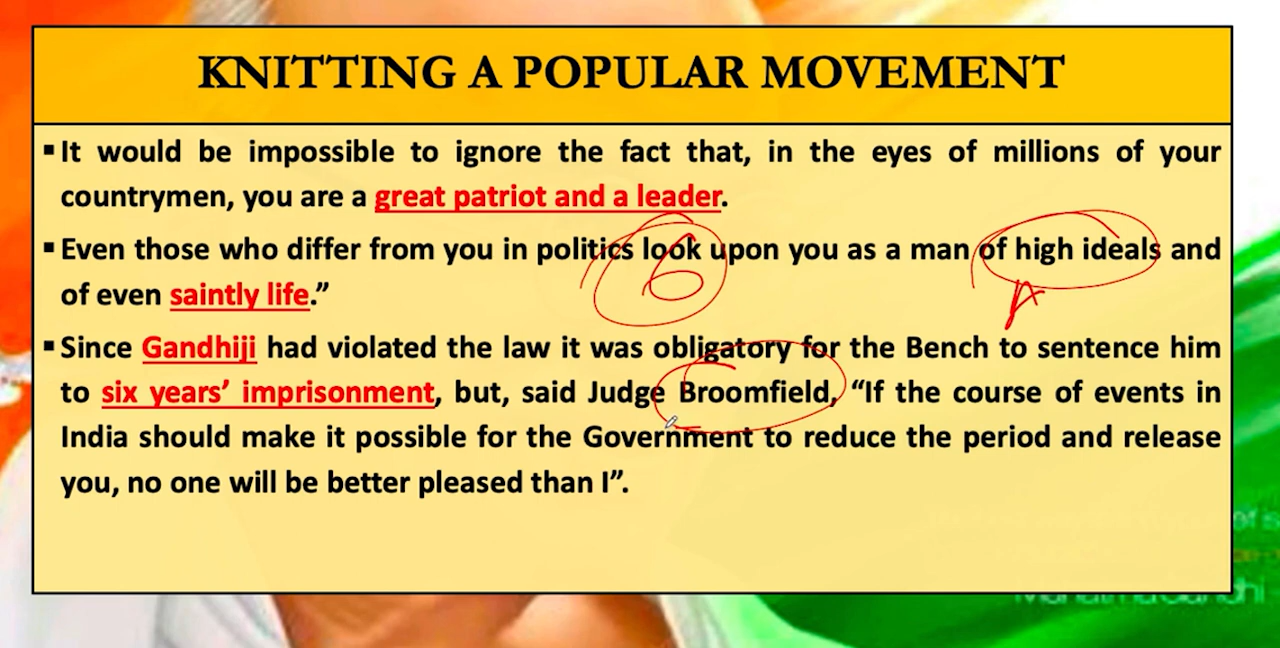 KNITTING A POPULAR MOVEMENT
▪ It would be impossible to ignore the fact that, in the eyes of millions of your
countrymen, you are a great patriot and a leader.
▪ Even those who differ from you in politics look upon you as a man of high ideals and
of even saintly life.”
6
▪ Since Gandhiji had violated the law it was obligatory for the Bench to sentence him
to six years’ imprisonment, but, said Judge Broomfield, “If the course of events in
India should make it possible for the Government to reduce the period and release
you, no one will be better pleased than I”.
Mahatma Gandhi